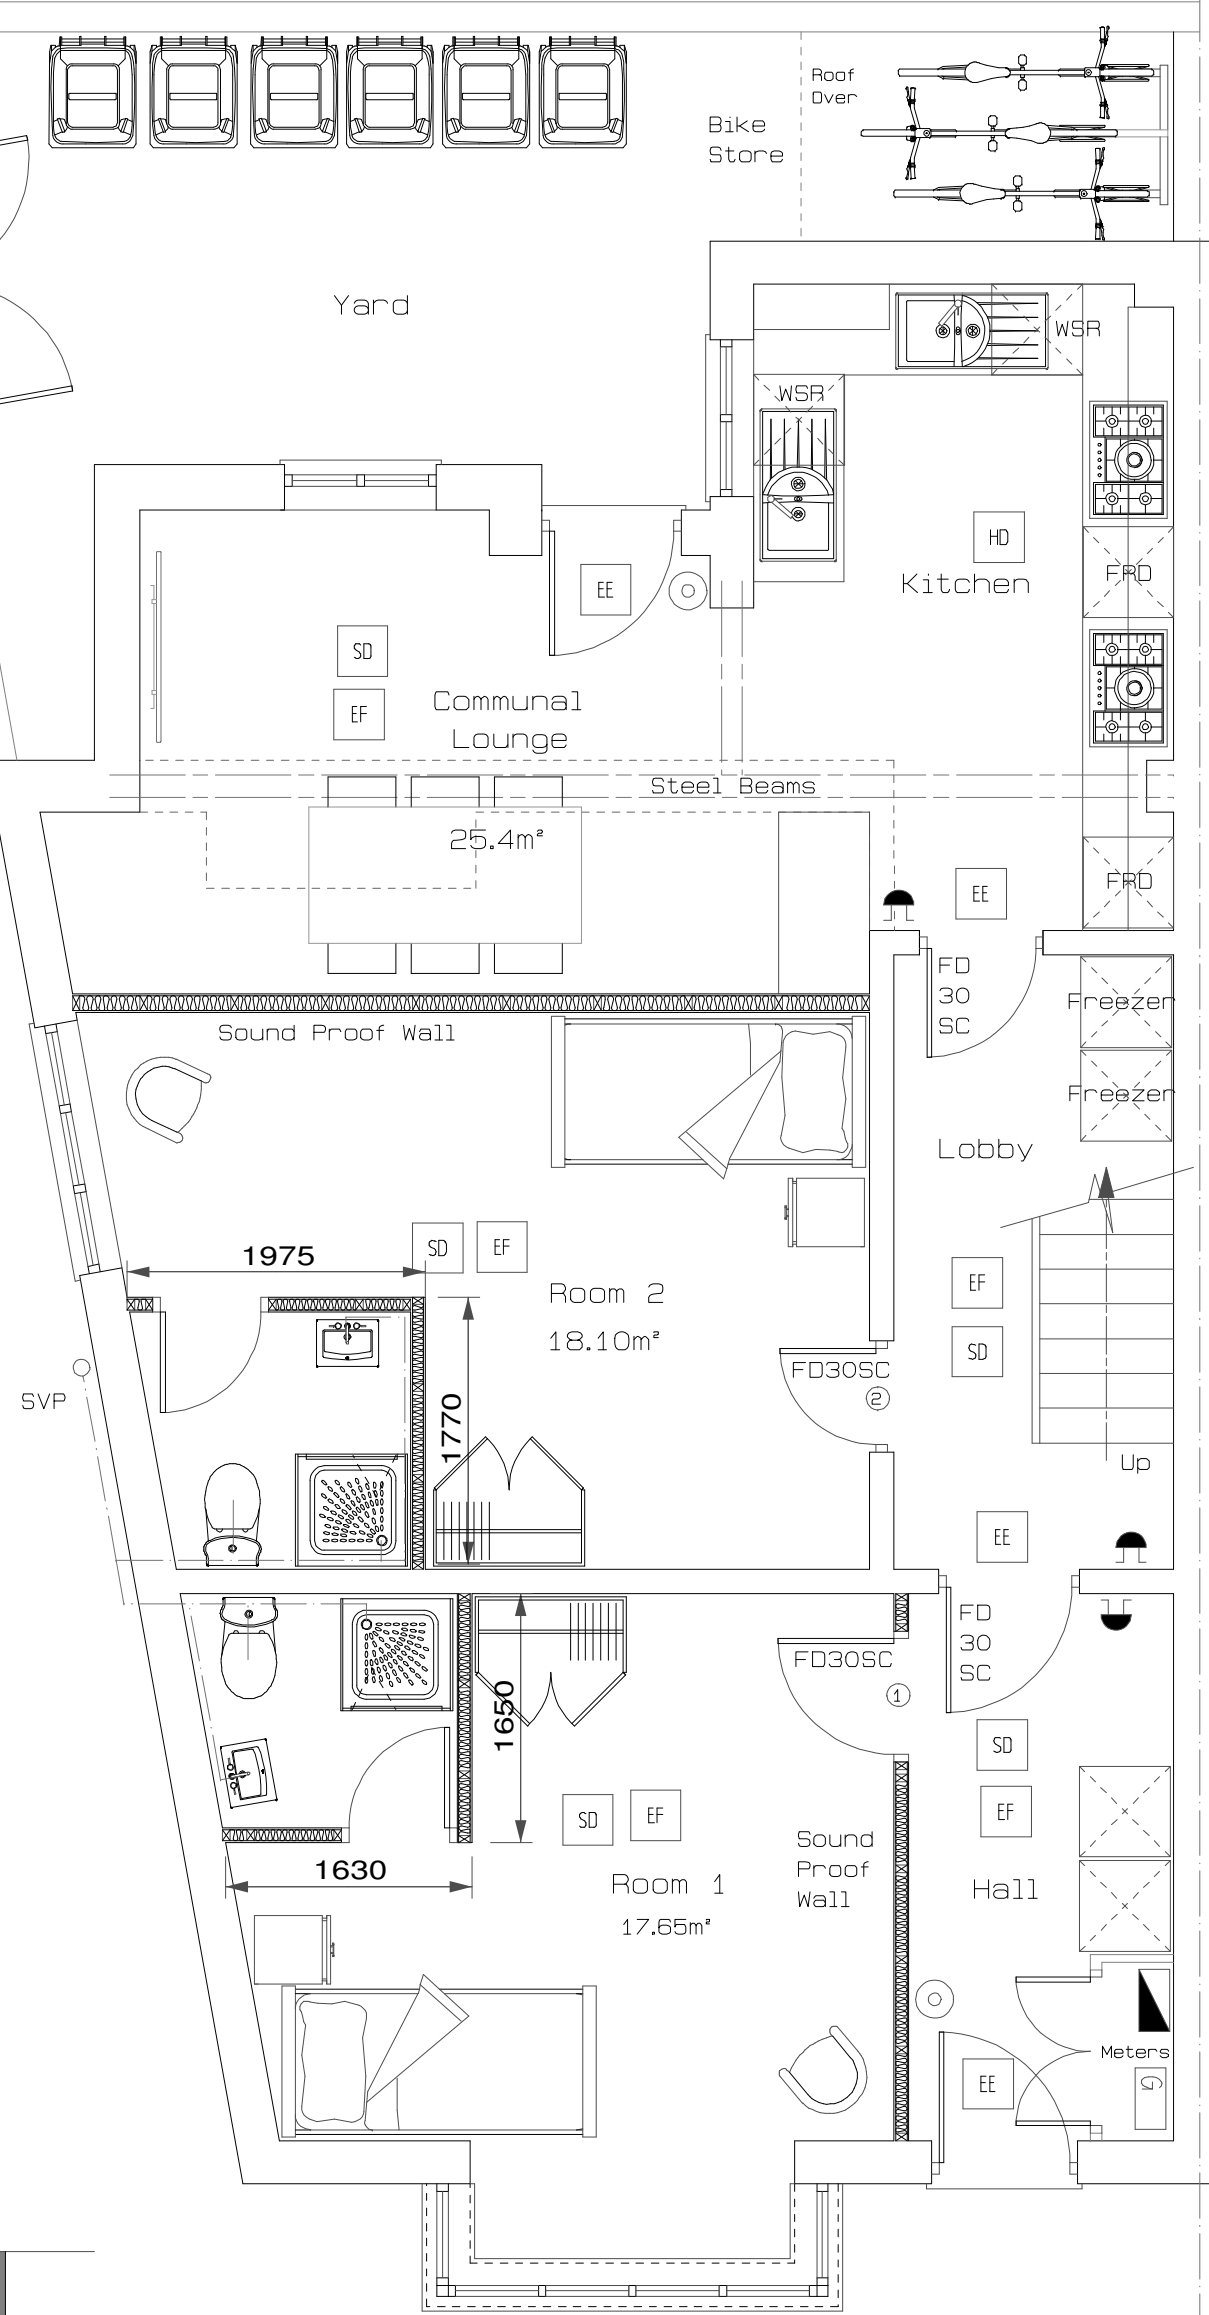 Roof
Over
Bike
Store
Yard
WSR
WSR
HD
Kitchen
FRD
EE
SD
EF
Communal
Lounge
Steel Beams
25.4m²
FRD
EE
FD
30
SC
Freezer
Sound Proof Wall
Freezer
Lobby
1975
SD
EF
Room 2
18.10m²
EF
SD
FD30SC
2
SVP
1770
Up
EE
FD
30
SC
FD30SC
1
1650
SD
SD
EF
EF
Sound
Proof
Wall
1630
Room 1
17.65m²
Hall
Meters
EE
G